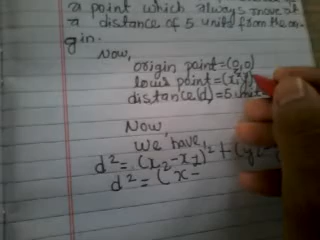 a point which always move at
a distance of 5 units from the ori-
gin.
Now,
origin point = (0,0)
locus point = (x,y)
distance (d) = 5 unit
Now,
We have,
d² = (x₂-x₁)² + (y₂-
d² = (x-